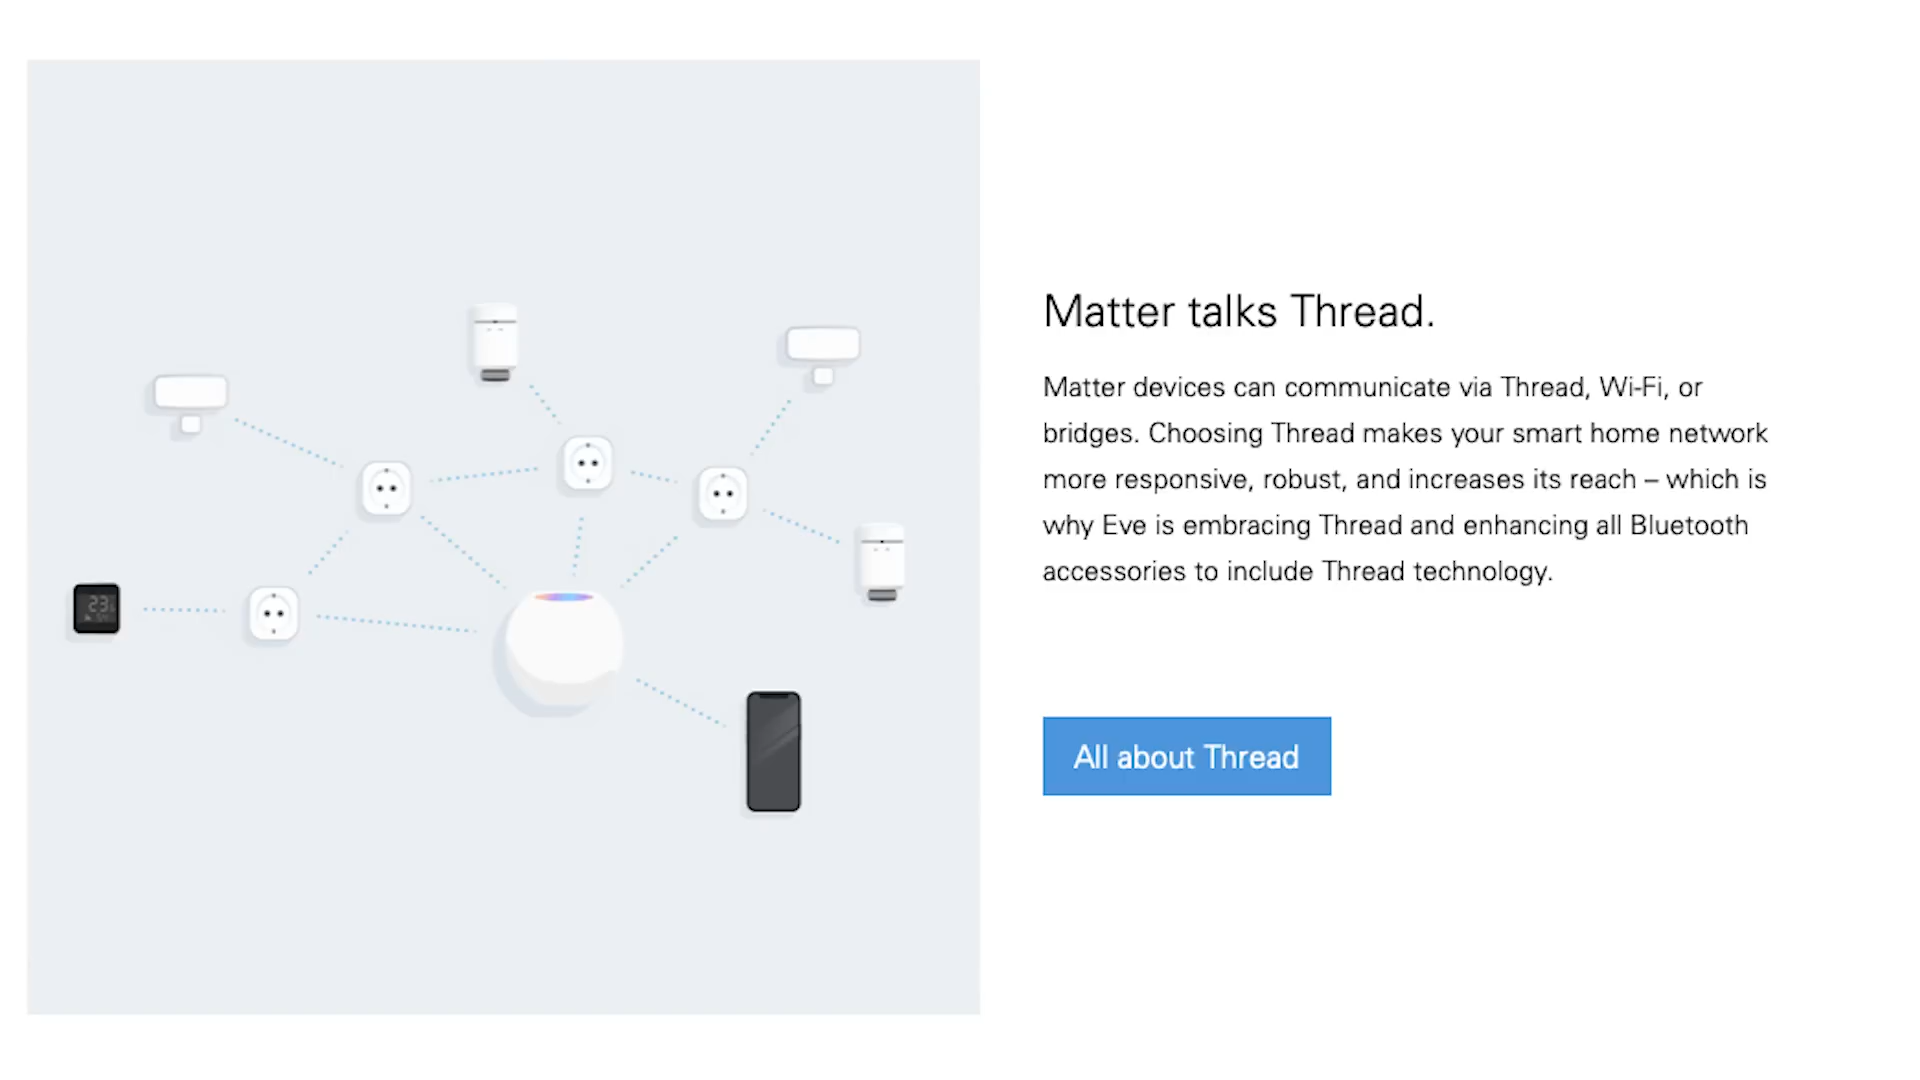 Matter talks Thread.
Matter devices can communicate via Thread, Wi-Fi, or
bridges. Choosing Thread makes your smart home network
more responsive, robust, and increases its reach – which is
why Eve is embracing Thread and enhancing all Bluetooth
accessories to include Thread technology.
All about Thread
23